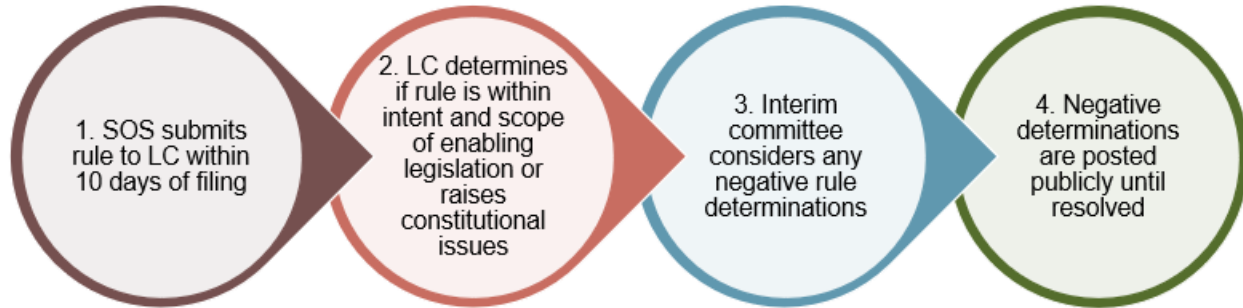 1. SOS submits
rule to LC within
10 days of filing
2. LC determines
if rule is within
intent and scope
of enabling
legislation or
raises
constitutional
issues
3. Interim
committee
considers any
negative rule
determinations
4. Negative
determinations
are posted
publicly until
resolved